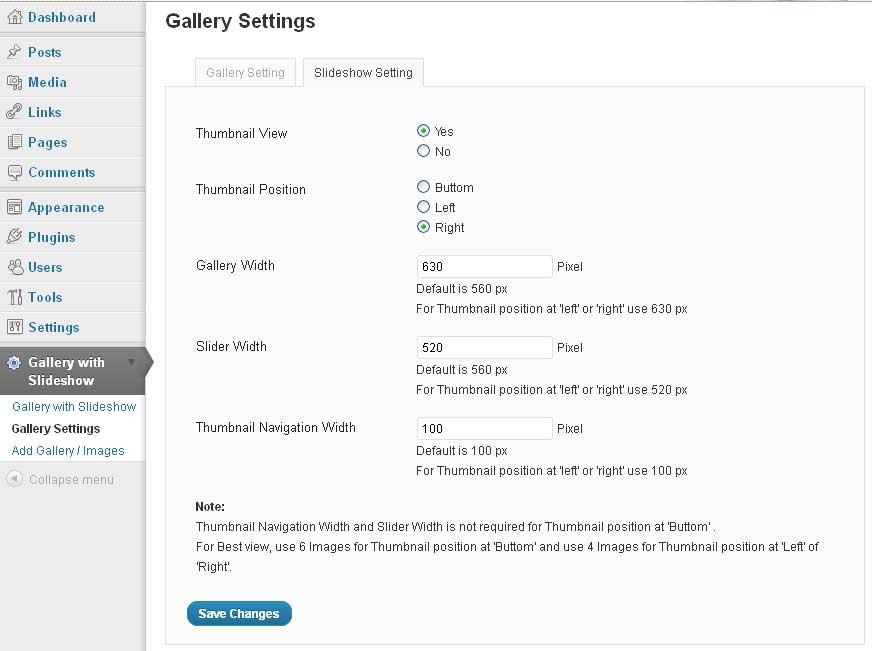 Dashboard
Posts
Media
Links
Pages
Comments
Appearance
Plugins
Users
Tools
Settings
Gallery with
Slideshow
Gallery with Slideshow
Gallery Settings
Add Gallery / Images
Collapse menu
Gallery Settings
Gallery Setting
Slideshow Setting
Thumbnail View
Yes
No
Thumbnail Position
Buttom
Left
Right
Gallery Width
630 Pixel
Default is 560 px
For Thumbnail position at 'left' or 'right' use 630 px
Slider Width
520 Pixel
Default is 560 px
For Thumbnail position at 'left' or 'right' use 520 px
Thumbnail Navigation Width
100 Pixel
Default is 100 px
For Thumbnail position at 'left' or 'right' use 100 px
Note:
Thumbnail Navigation Width and Slider Width is not required for Thumbnail position at 'Buttom' .
For Best view, use 6 Images for Thumbnail position at 'Buttom' and use 4 Images for Thumbnail position at 'Left' of
'Right'.
Save Changes